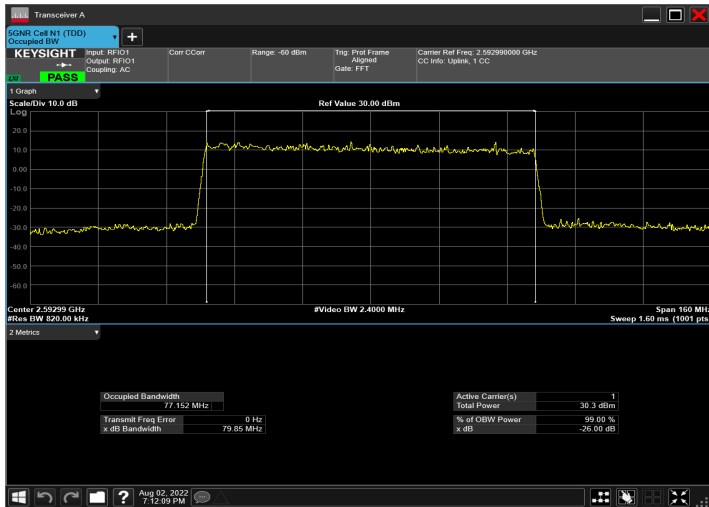 Transceiver A
5GNR Cell N1 (TDD)
Occupied BW
KEYSIGHT
LXI
PASS
Input: RFIO1
Output: RFIO1
Coupling: AC
Corr CCorr
Range: -60 dBm
Trig: Prot Frame
Aligned
Gate: FFT
Carrier Ref Freq: 2.592990000 GHz
CC Info: Uplink, 1 CC
1 Graph
Scale/Div 10.0 dB
Ref Value 30.00 dBm
Log
20.0
10.0
0.00
-10.0
-20.0
-30.0
-40.0
-50.0
-60.0
Center 2.59299 GHz
#Video BW 2.4000 MHz
Span 160 MHz
#Res BW 820.00 kHz
Sweep 1.60 ms (1001 pts
2 Metrics
Occupied Bandwidth
77.152 MHz
Transmit Freq Error 0 Hz
x dB Bandwidth 79.85 MHz
Active Carrier(s) 1
Total Power 30.3 dBm
% of OBW Power 99.00 %
x dB -26.00 dB
?
Aug 02, 2022
7:12:09 PM